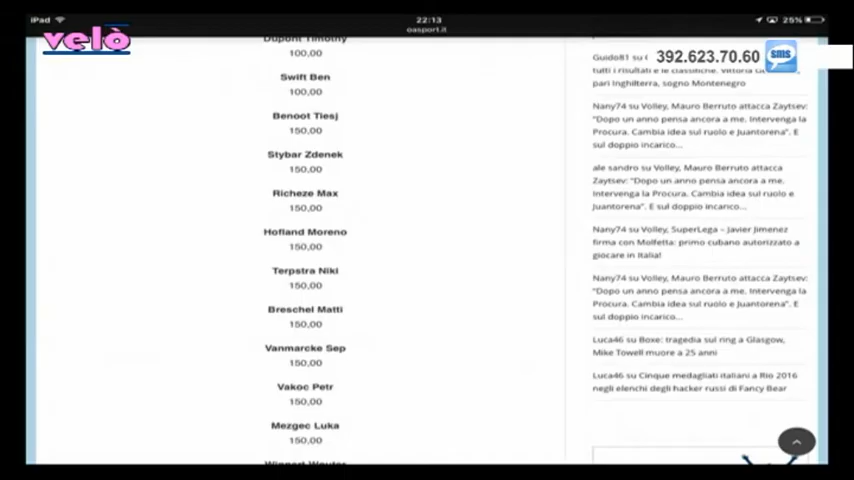 iPad
22:13
25%
oasport.it
velò
392.623.70.60
sms
Dupont Timothy
100,00
Swift Ben
100,00
Benoot Tiesj
150,00
Stybar Zdenek
150,00
Richeze Max
150,00
Hofland Moreno
150,00
Terpstra Niki
150,00
Breschel Matti
150,00
Vanmarcke Sep
150,00
Vakoc Petr
150,00
Mezgec Luka
150,00
Guido81 su
tutti i risultati e le classifiche. Vittoria
pari Inghilterra, sogno Montenegro
Nany74 su Volley, Mauro Berruto attacca Zaytsev:
“Dopo un anno pensa ancora a me. Intervenga la
Procura. Cambia idea sul ruolo e Juantorena”. E
sul doppio incarico...
ale sandro su Volley, Mauro Berruto attacca
Zaytsev: “Dopo un anno pensa ancora a me.
Intervenga la Procura. Cambia idea sul ruolo e
Juantorena”. E sul doppio incarico...
Nany74 su Volley, SuperLega – Javier Jimenez
firma con Molfetta: primo cubano autorizzato a
giocare in Italia!
Nany74 su Volley, Mauro Berruto attacca Zaytsev:
“Dopo un anno pensa ancora a me. Intervenga la
Procura. Cambia idea sul ruolo e Juantorena”. E
sul doppio incarico...
Luca46 su Boxe: tragedia sul ring a Glasgow,
Mike Towell muore a 25 anni
Luca46 su Cinque medagliati italiani a Rio 2016
negli elenchi degli hacker russi di Fancy Bear